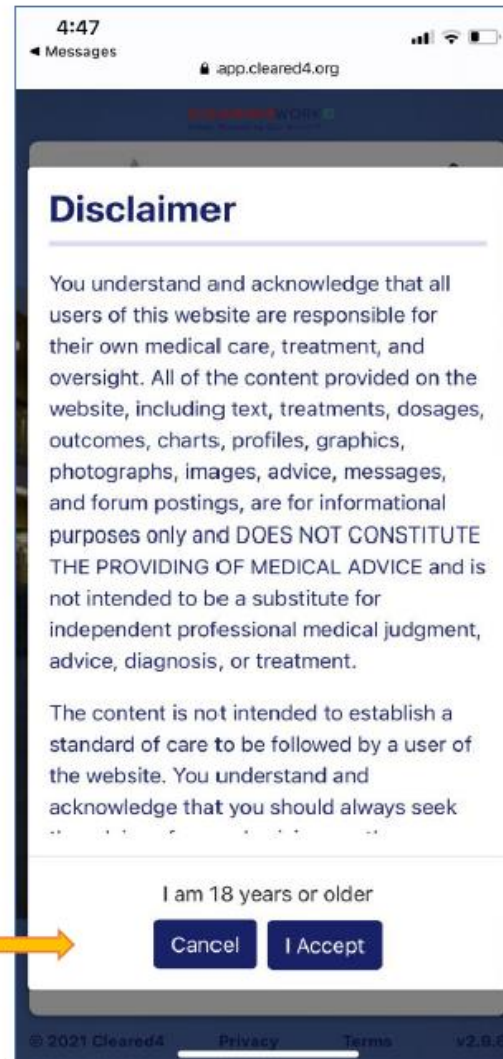 4:47
◄ Messages
app.cleared4.org
Disclaimer
You understand and acknowledge that all
users of this website are responsible for
their own medical care, treatment, and
oversight. All of the content provided on the
website, including text, treatments, dosages,
outcomes, charts, profiles, graphics,
photographs, images, advice, messages,
and forum postings, are for informational
purposes only and DOES NOT CONSTITUTE
THE PROVIDING OF MEDICAL ADVICE and is
not intended to be a substitute for
independent professional medical judgment,
advice, diagnosis, or treatment.
The content is not intended to establish a
standard of care to be followed by a user of
the website. You understand and
acknowledge that you should always seek
I am 18 years or older
Cancel
I Accept
© 2021 Cleared4 Privacy Terms